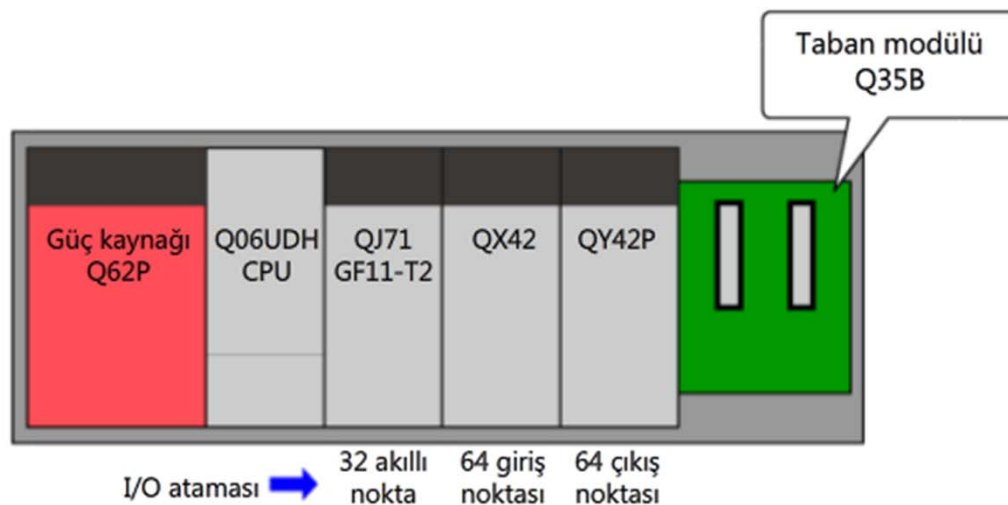 Taban modülü
Q35B
Güç kaynağı
Q62P
Q06UDH
CPU
QJ71
GF11-T2
QX42
QY42P
I/O ataması
32 akıllı
nokta
64 giriş
noktası
64 çıkış
noktası